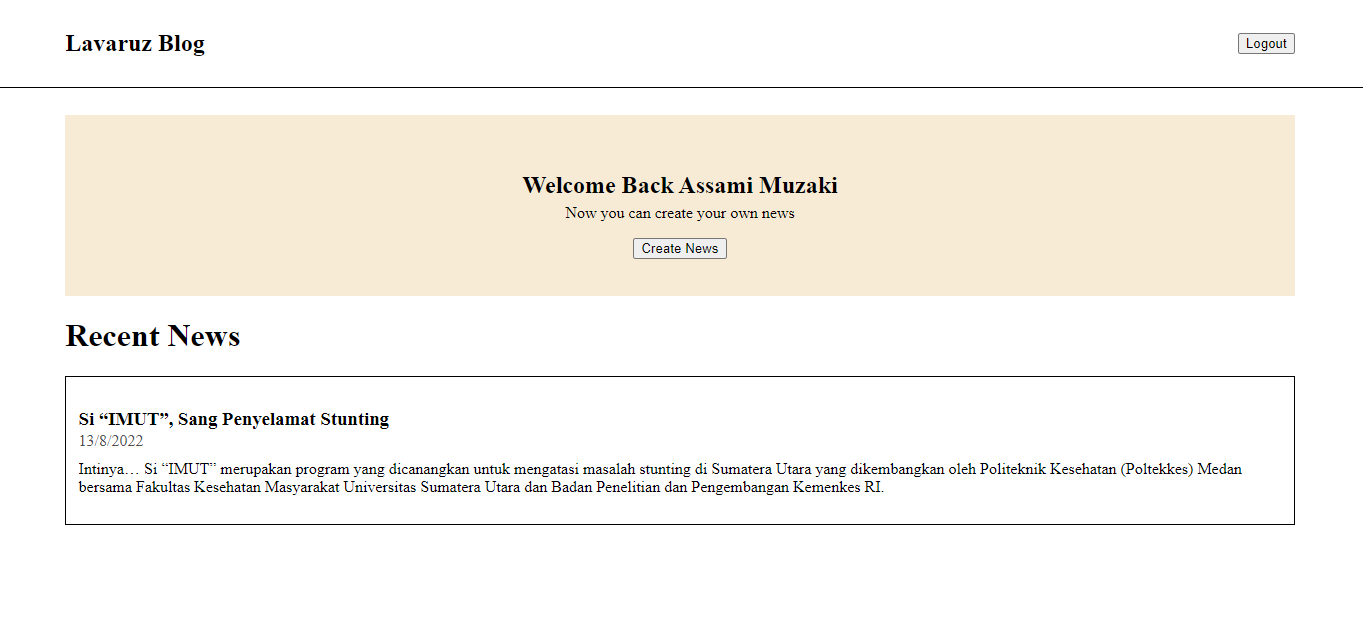 Lavaruz Blog
Logout
Welcome Back Assami Muzaki
Now you can create your own news
Create News
Recent News
Si “IMUT”, Sang Penyelamat Stunting
13/8/2022
Intinya… Si “IMUT” merupakan program yang dicanangkan untuk mengatasi masalah stunting di Sumatera Utara yang dikembangkan oleh Politeknik Kesehatan (Poltekkes) Medan
bersama Fakultas Kesehatan Masyarakat Universitas Sumatera Utara dan Badan Penelitian dan Pengembangan Kemenkes RI.